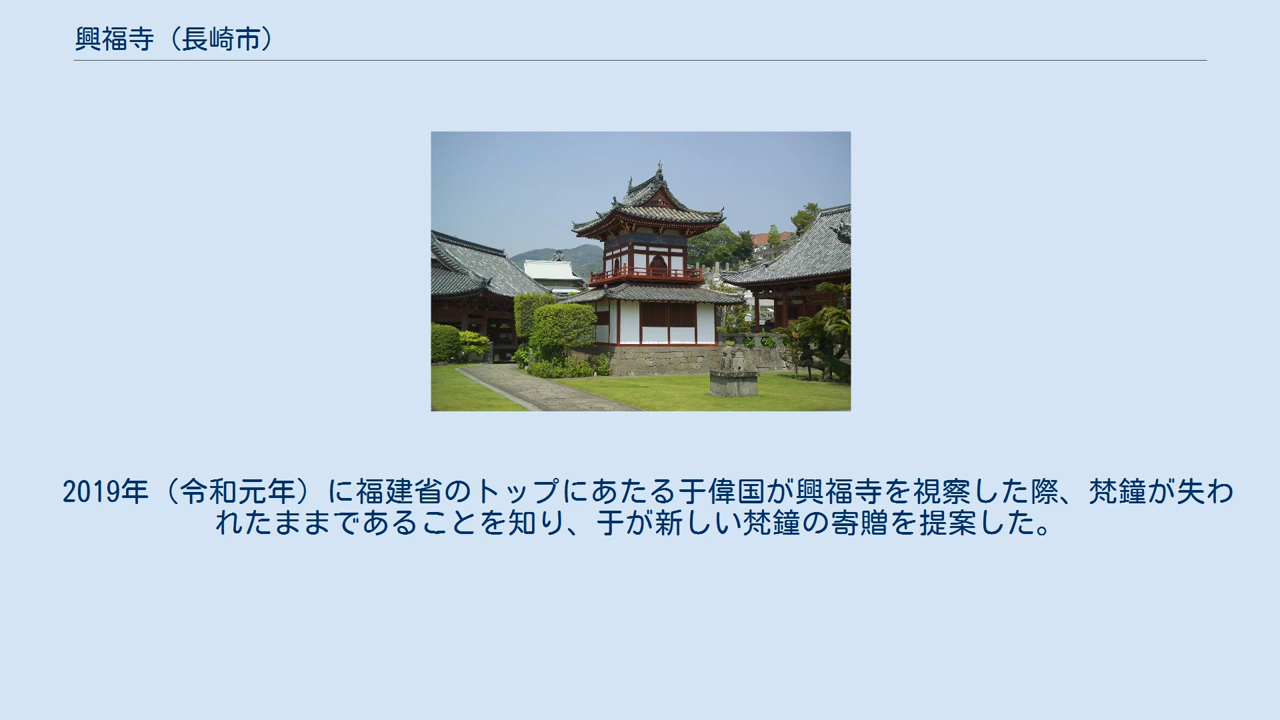 興福寺（長崎市）
2019年（令和元年）に福建省のトップにあたる于偉国が興福寺を視察した際、梵鐘が失わ
れたままであることを知り、于が新しい梵鐘の寄贈を提案した。